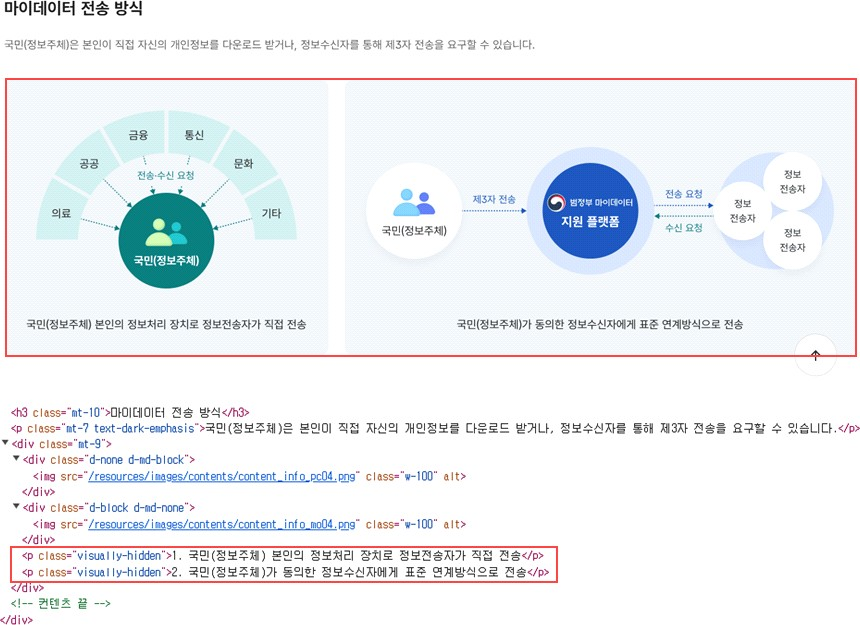 마이데이터 전송 방식
국민(정보주체)은 본인이 직접 자신의 개인정보를 다운로드 받거나, 정보수신자를 통해 제3자 전송을 요구할 수 있습니다.
금융
통신
공공
문화
전송·수신 요청
의료
기타
국민(정보주체)
국민(정보주체) 본인의 정보처리 장치로 정보전송자가 직접 전송
국민(정보주체)
제3자 전송
범정부 마이데이터
지원 플랫폼
전송 요청
수신 요청
정보
전송자
정보
전송자
정보
전송자
국민(정보주체)가 동의한 정보수신자에게 표준 연계방식으로 전송
<h3 class="mt-10">마이데이터 전송 방식</h3>
<p class="mt-7 text-dark-emphasis">국민(정보주체)은 본인이 직접 자신의 개인정보를 다운로드 받거나, 정보수신자를 통해 제3자 전송을 요구할 수 있습니다.</p>
<div class="mt-9">
<div class="d-none d-md-block">
<img src="/resources/images/contents/content_info_pc04.png" class="w-100" alt>
</div>
<div class="d-block d-md-none">
<img src="/resources/images/contents/content_info_mo04.png" class="w-100" alt>
</div>
<p class="visually-hidden">1. 국민(정보주체) 본인의 정보처리 장치로 정보전송자가 직접 전송</p>
<p class="visually-hidden">2. 국민(정보주체)가 동의한 정보수신자에게 표준 연계방식으로 전송</p>
</div>
<!-- 컨텐츠 끝 -->
</div>